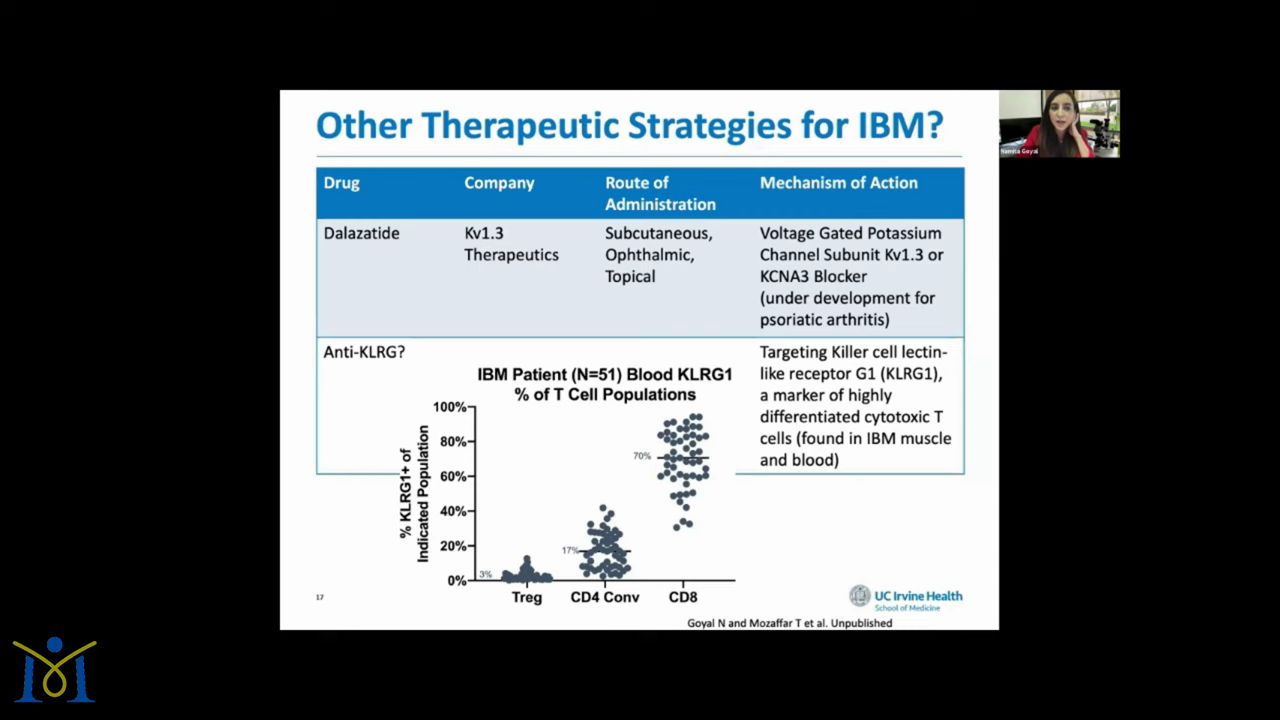 Other Therapeutic Strategies for IBM?
Drug
Company
Route of
Administration
Mechanism of Action
Dalazatide
Kv1.3
Therapeutics
Subcutaneous,
Ophthalmic,
Topical
Voltage Gated Potassium
Channel Subunit Kv1.3 or
KCNA3 Blocker
(under development for
psoriatic arthritis)
Anti-KLRG?
Targeting Killer cell lectin-
like receptor G1 (KLRG1),
a marker of highly
differentiated cytotoxic T
cells (found in IBM muscle
and blood)
IBM Patient (N=51) Blood KLRG1
% of T Cell Populations
% KLRG1+ of
Indicated Population
100%
80%
60%
40%
20%
0%
3%
17%
70%
Treg
CD4 Conv
CD8
17
UC Irvine Health
School of Medicine
Goyal N and Mozaffar T et al. Unpublished
Namita Goyal